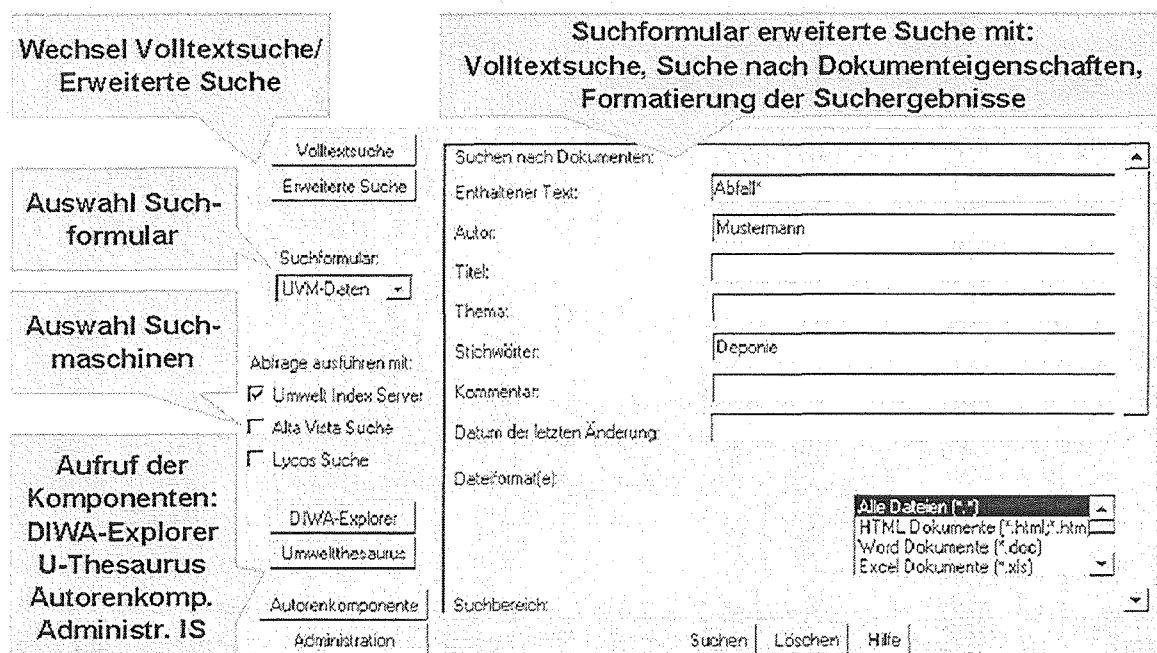 Wechsel Volltextsuche/
Erweiterte Suche
Suchformular erweiterte Suche mit:
Volltextsuche, Suche nach Dokumenteigenschaften,
Formatierung der Suchergebnisse
Auswahl Such-
formular
Auswahl Such-
maschinen
Aufruf der
Komponenten:
DIWA-Explorer
U-Thesaurus
Autorenkomp.
Administr. IS
Volltextsuche
Erweiterte Suche
Suchformular:
UVM-Daten
Abfrage ausführen mit:
Umwelt Index Server
Alta Vista Suche
Lycos Suche
DIWA-Explorer
Umweltthesaurus
Autorenkomponente
Administration
Suchen nach Dokumenten:
Enthaltener Text: Abfall*
Autor: Mustermann
Titel:
Thema:
Stichwörter: Deponie
Kommentar:
Datum der letzten Änderung:
Dateiformat(e):
Alle Dateien (*.*)
HTML Dokumente (*.html;*.htm
Word Dokumente (*.doc)
Excel Dokumente (*.xls)
Suchbereich:
Suchen Löschen Hilfe